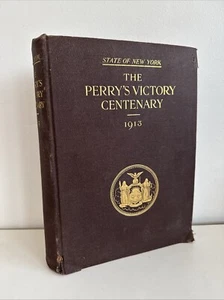 STATE OF NEW YORK
THE
PERRY'S VICTORY
CENTENARY
1913